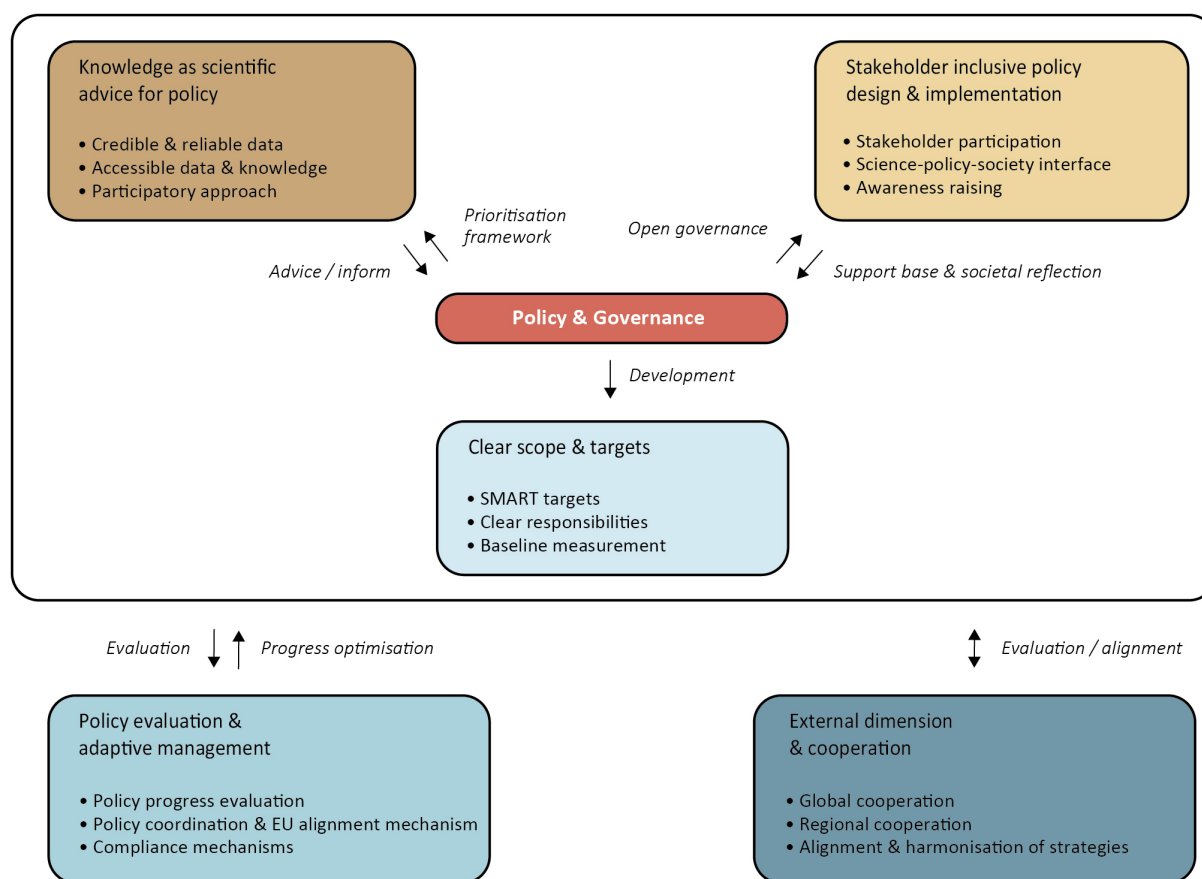 Knowledge as scientific
advice for policy
• Credible & reliable data
• Accessible data & knowledge
• Participatory approach
Stakeholder inclusive policy
design & implementation
• Stakeholder participation
• Science-policy-society interface
• Awareness raising
Prioritisation
framework
Advice / inform
Open governance
Support base & societal reflection
Policy & Governance
Development
Clear scope & targets
• SMART targets
• Clear responsibilities
• Baseline measurement
Evaluation
Progress optimisation
Evaluation / alignment
Policy evaluation &
adaptive management
• Policy progress evaluation
• Policy coordination & EU alignment mechanism
• Compliance mechanisms
External dimension
& cooperation
• Global cooperation
• Regional cooperation
• Alignment & harmonisation of strategies